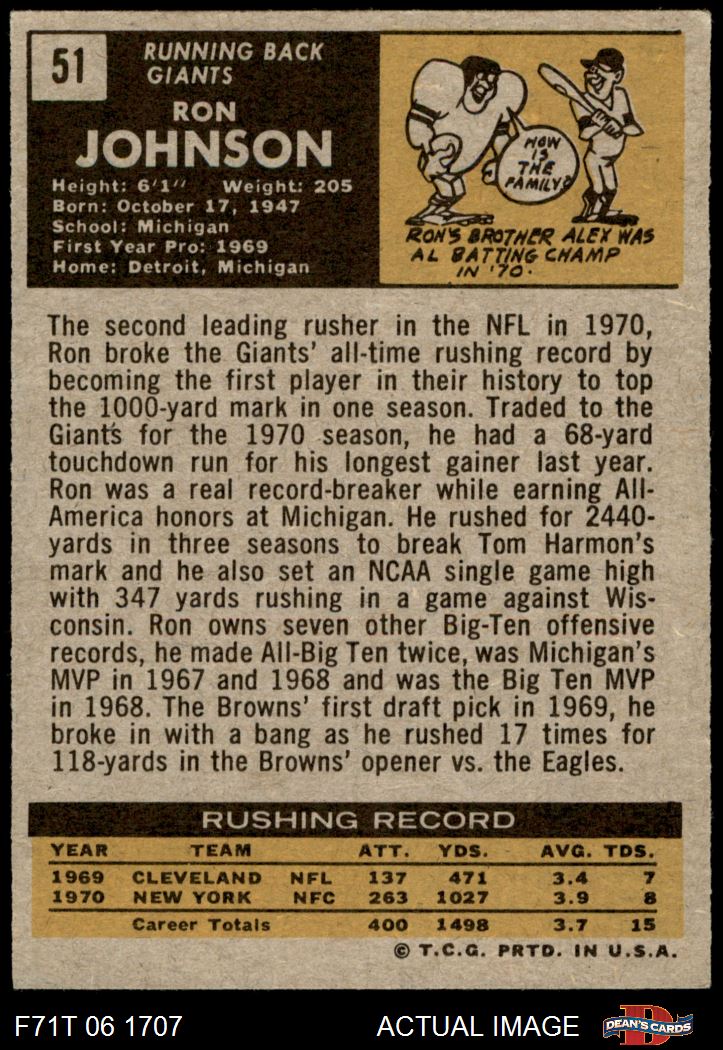 51
RUNNING BACK
GIANTS
RON
JOHNSON
Height: 6'1" Weight: 205
Born: October 17, 1947
School: Michigan
First Year Pro: 1969
Home: Detroit, Michigan
HOW
IS
THE
FAMILY?
RON'S BROTHER ALEX WAS
AL BATTING CHAMP
IN '70.
The second leading rusher in the NFL in 1970,
Ron broke the Giants' all-time rushing record by
becoming the first player in their history to top
the 1000-yard mark in one season. Traded to the
Giants for the 1970 season, he had a 68-yard
touchdown run for his longest gainer last year.
Ron was a real record-breaker while earning All-
America honors at Michigan. He rushed for 2440-
yards in three seasons to break Tom Harmon's
mark and he also set an NCAA single game high
with 347 yards rushing in a game against Wis-
consin. Ron owns seven other Big-Ten offensive
records, he made All-Big Ten twice, was Michigan's
MVP in 1967 and 1968 and was the Big Ten MVP
in 1968. The Browns' first draft pick in 1969, he
broke in with a bang as he rushed 17 times for
118-yards in the Browns' opener vs. the Eagles.
RUSHING RECORD
YEAR TEAM ATT. YDS. AVG. TDS.
1969 CLEVELAND NFL 137 471 3.4 7
1970 NEW YORK NFC 263 1027 3.9 8
Career Totals 400 1498 3.7 15
© T.C.G. PRTD. IN U.S.A.
F71T 06 1707 ACTUAL IMAGE D DEAN'S CARDS